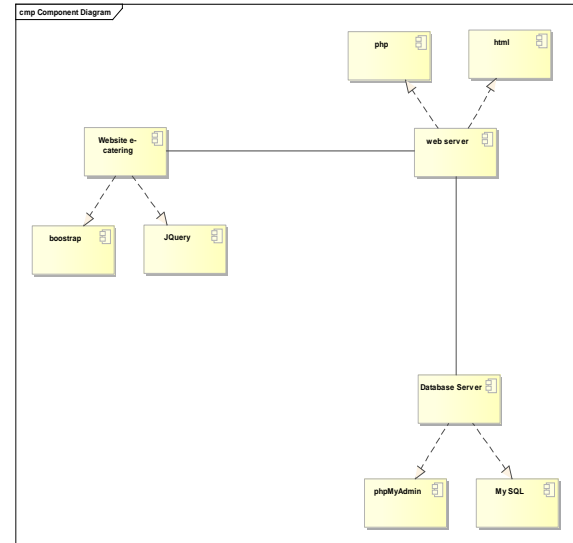 cmp Component Diagram
php
html
Website e-
catering
web server
boostrap
JQuery
Database Server
phpMyAdmin
My SQL